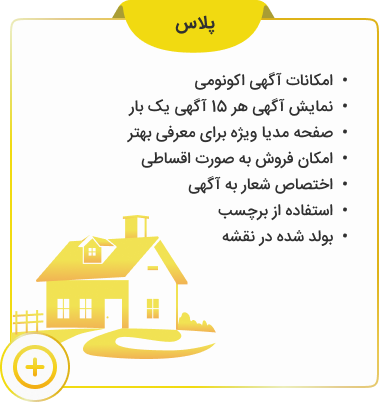 پلاس
• امکانات آگهی اکونومی
• نمایش آگهی هر ۱۵ آگهی یک بار
• صفحه مدیا ویژه برای معرفی بهتر
• امکان فروش به صورت اقساطی
• اختصاص شعار به آگهی
• استفاده از برچسب
• بولد شده در نقشه